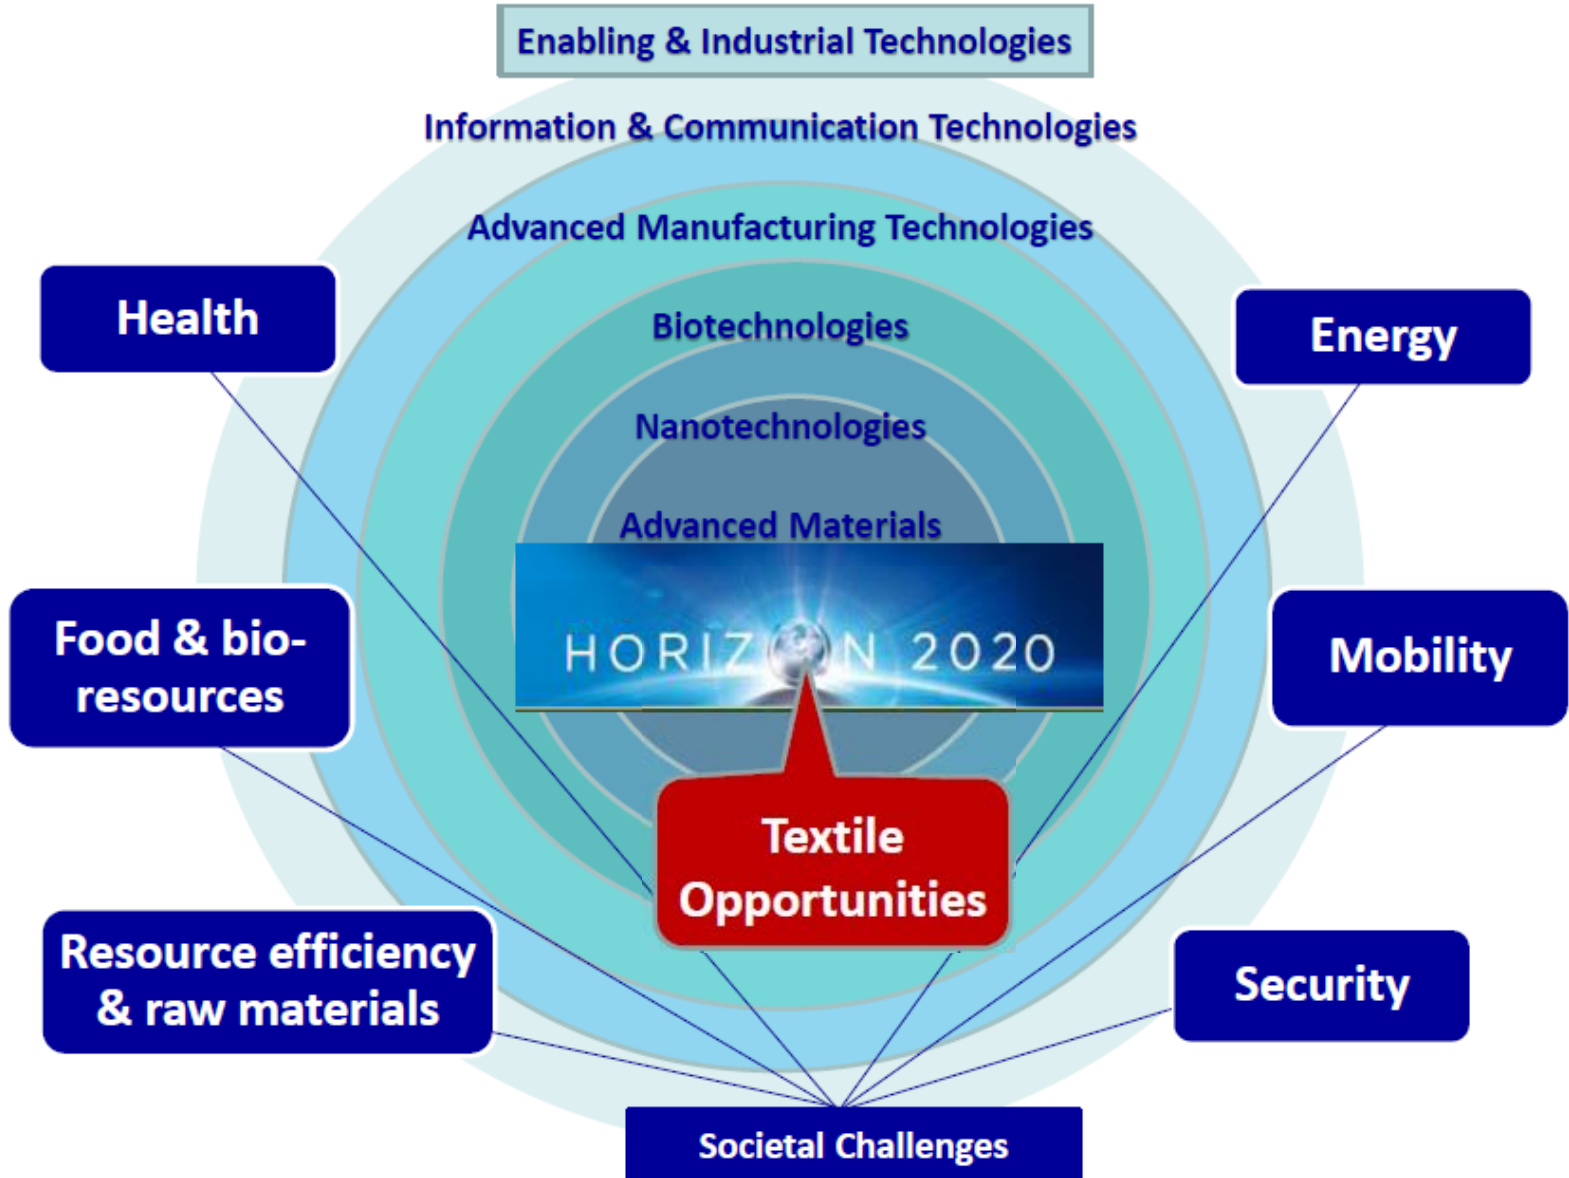 Enabling & Industrial Technologies
Information & Communication Technologies
Advanced Manufacturing Technologies
Health
Biotechnologies
Energy
Nanotechnologies
Advanced Materials
Food & bio-
resources
HORIZON 2020
Mobility
Textile
Opportunities
Resource efficiency
& raw materials
Security
Societal Challenges